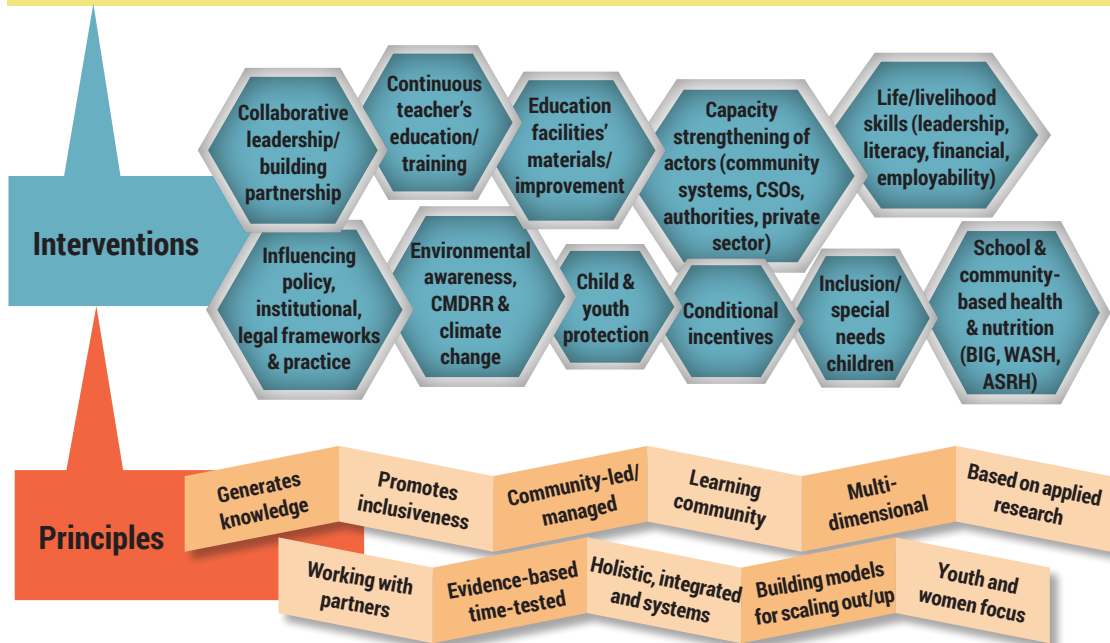 Interventions
Collaborative
leadership/
building
partnership
Continuous
teacher's
education/
training
Education
facilities'
materials/
improvement
Capacity
strengthening of
actors (community
systems, CSOs,
authorities, private
sector)
Life/livelihood
skills (leadership,
literacy, financial,
employability)
Influencing
policy,
institutional,
legal frameworks
& practice
Environmental
awareness,
CMDRR &
climate
change
Child &
youth
protection
Conditional
incentives
Inclusion/
special
needs
children
School &
community-
based health
& nutrition
(BIG, WASH,
ASRH)
Principles
Generates
knowledge
Promotes
inclusiveness
Community-led/
managed
Learning
community
Multi-
dimensional
Based on applied
research
Working with
partners
Evidence-based
time-tested
Holistic, integrated
and systems
Building models
for scaling out/up
Youth and
women focus